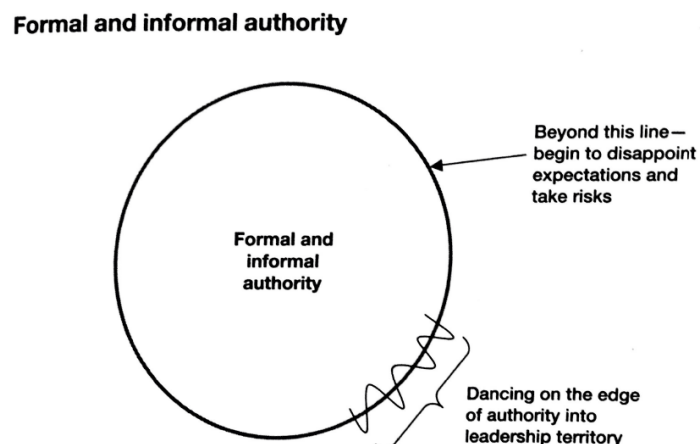 Formal and informal authority
Beyond this line—
begin to disappoint
expectations and
take risks
Formal and
informal
authority
Dancing on the edge
of authority into
leadership territory